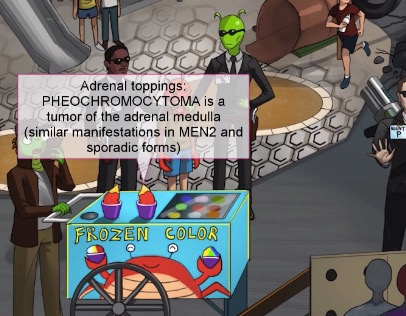 Adrenal toppings:
PHEOCHROMOCYTOMA is a
tumor of the adrenal medulla
(similar manifestations in MEN2 and
sporadic forms)
FROZEN COLOR